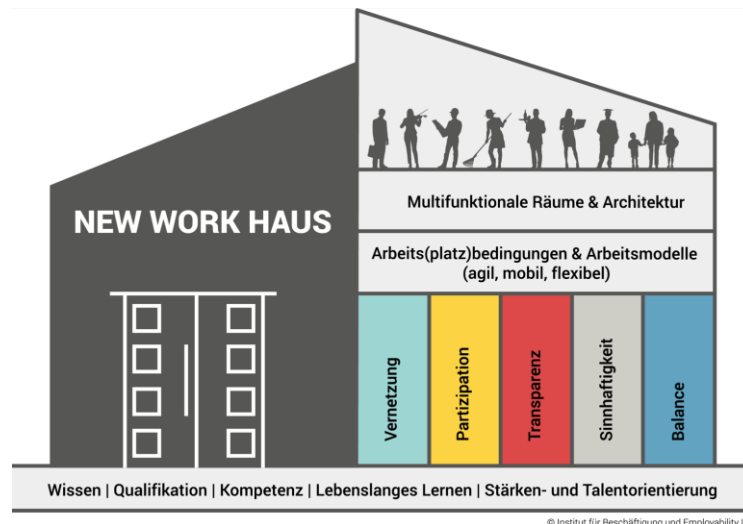 NEW WORK HAUS
Multifunktionale Räume & Architektur
Arbeits(platz)bedingungen & Arbeitsmodelle
(agil, mobil, flexibel)
Vernetzung
Partizipation
Transparenz
Sinnhaftigkeit
Balance
Wissen | Qualifikation | Kompetenz | Lebenslanges Lernen | Stärken- und Talentorientierung
© Institut für Beschäftigung und Employability